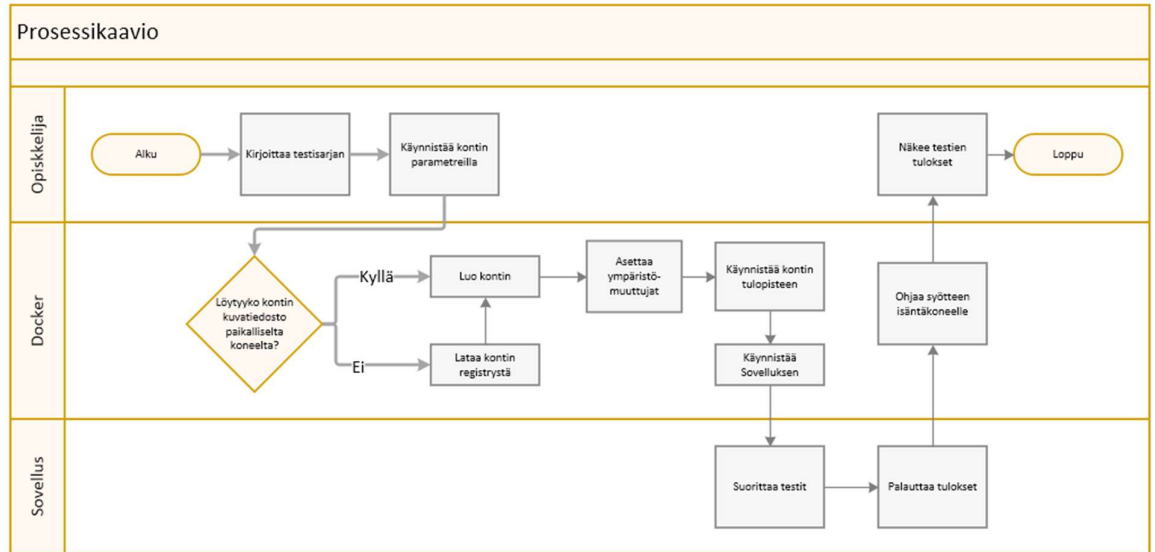 Prosessikaavio
Opiskkelija
Alku
Kirjoittaa testisarjan
Käynnistää kontin
parametreilla
Näkee testien
tulokset
Loppu
Docker
Löytyyko kontin
kuvatiedosto
paikalliselta
koneelta?
Kyllä
Ei
Luo kontin
Lataa kontin
registrystä
Asettaa
ympäristö-
muuttujat
Käynnistää kontin
tulopisteen
Käynnistää
Sovelluksen
Ohjaa syötteen
isäntäkoneelle
Sovellus
Suorittaa testit
Palauttaa tulokset